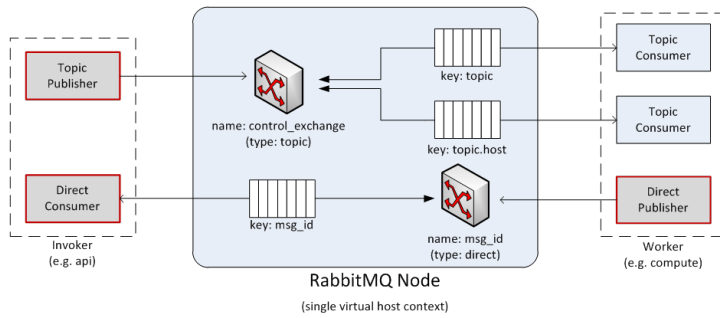 Topic
Publisher
name: control_exchange
(type: topic)
key: topic
Topic
Consumer
key: topic.host
Topic
Consumer
Direct
Consumer
key: msg_id
name: msg_id
(type: direct)
Direct
Publisher
Invoker
(e.g. api)
Worker
(e.g. compute)
RabbitMQ Node
(single virtual host context)